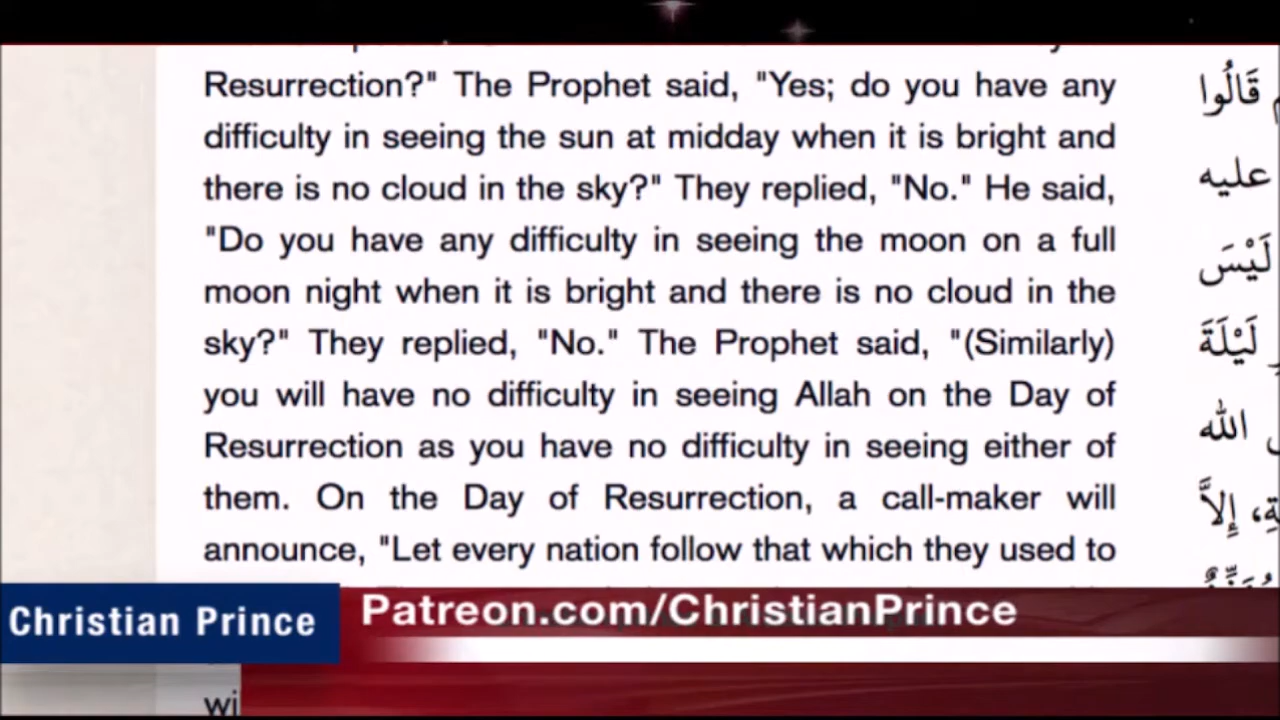 Resurrection?" The Prophet said, "Yes; do you have any
difficulty in seeing the sun at midday when it is bright and
there is no cloud in the sky?" They replied, "No." He said,
"Do you have any difficulty in seeing the moon on a full
moon night when it is bright and there is no cloud in the
sky?" They replied, "No." The Prophet said, "(Similarly)
you will have no difficulty in seeing Allah on the Day of
Resurrection as you have no difficulty in seeing either of
them. On the Day of Resurrection, a call-maker will
announce, "Let every nation follow that which they used to
wi
قَالُوا
عليه
لَيْسَ
لَيْلَةَ
الله
إِلاَّ
Christian Prince
Patreon.com/ChristianPrince